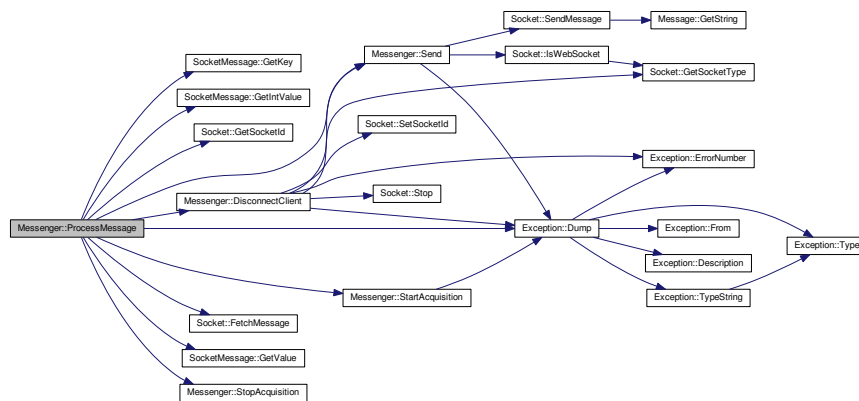 Socket::SendMessage
Message::GetString
Messenger::Send
Socket::IsWebSocket
SocketMessage::GetKey
Socket::GetSocketType
SocketMessage::GetIntValue
Socket::SetSocketId
Socket::GetSocketId
Exception::ErrorNumber
Socket::Stop
Messenger::DisconnectClient
Messenger::ProcessMessage
Exception::Dump
Exception::From
Exception::Type
Exception::Description
Messenger::StartAcquisition
Exception::TypeString
Socket::FetchMessage
SocketMessage::GetValue
Messenger::StopAcquisition